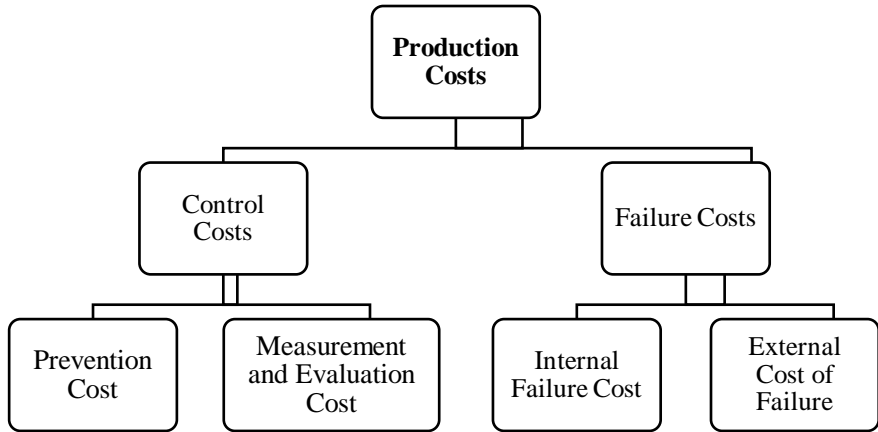 Production
Costs
Control
Costs
Failure Costs
Prevention
Cost
Measurement
and Evaluation
Cost
Internal
Failure Cost
External
Cost of
Failure